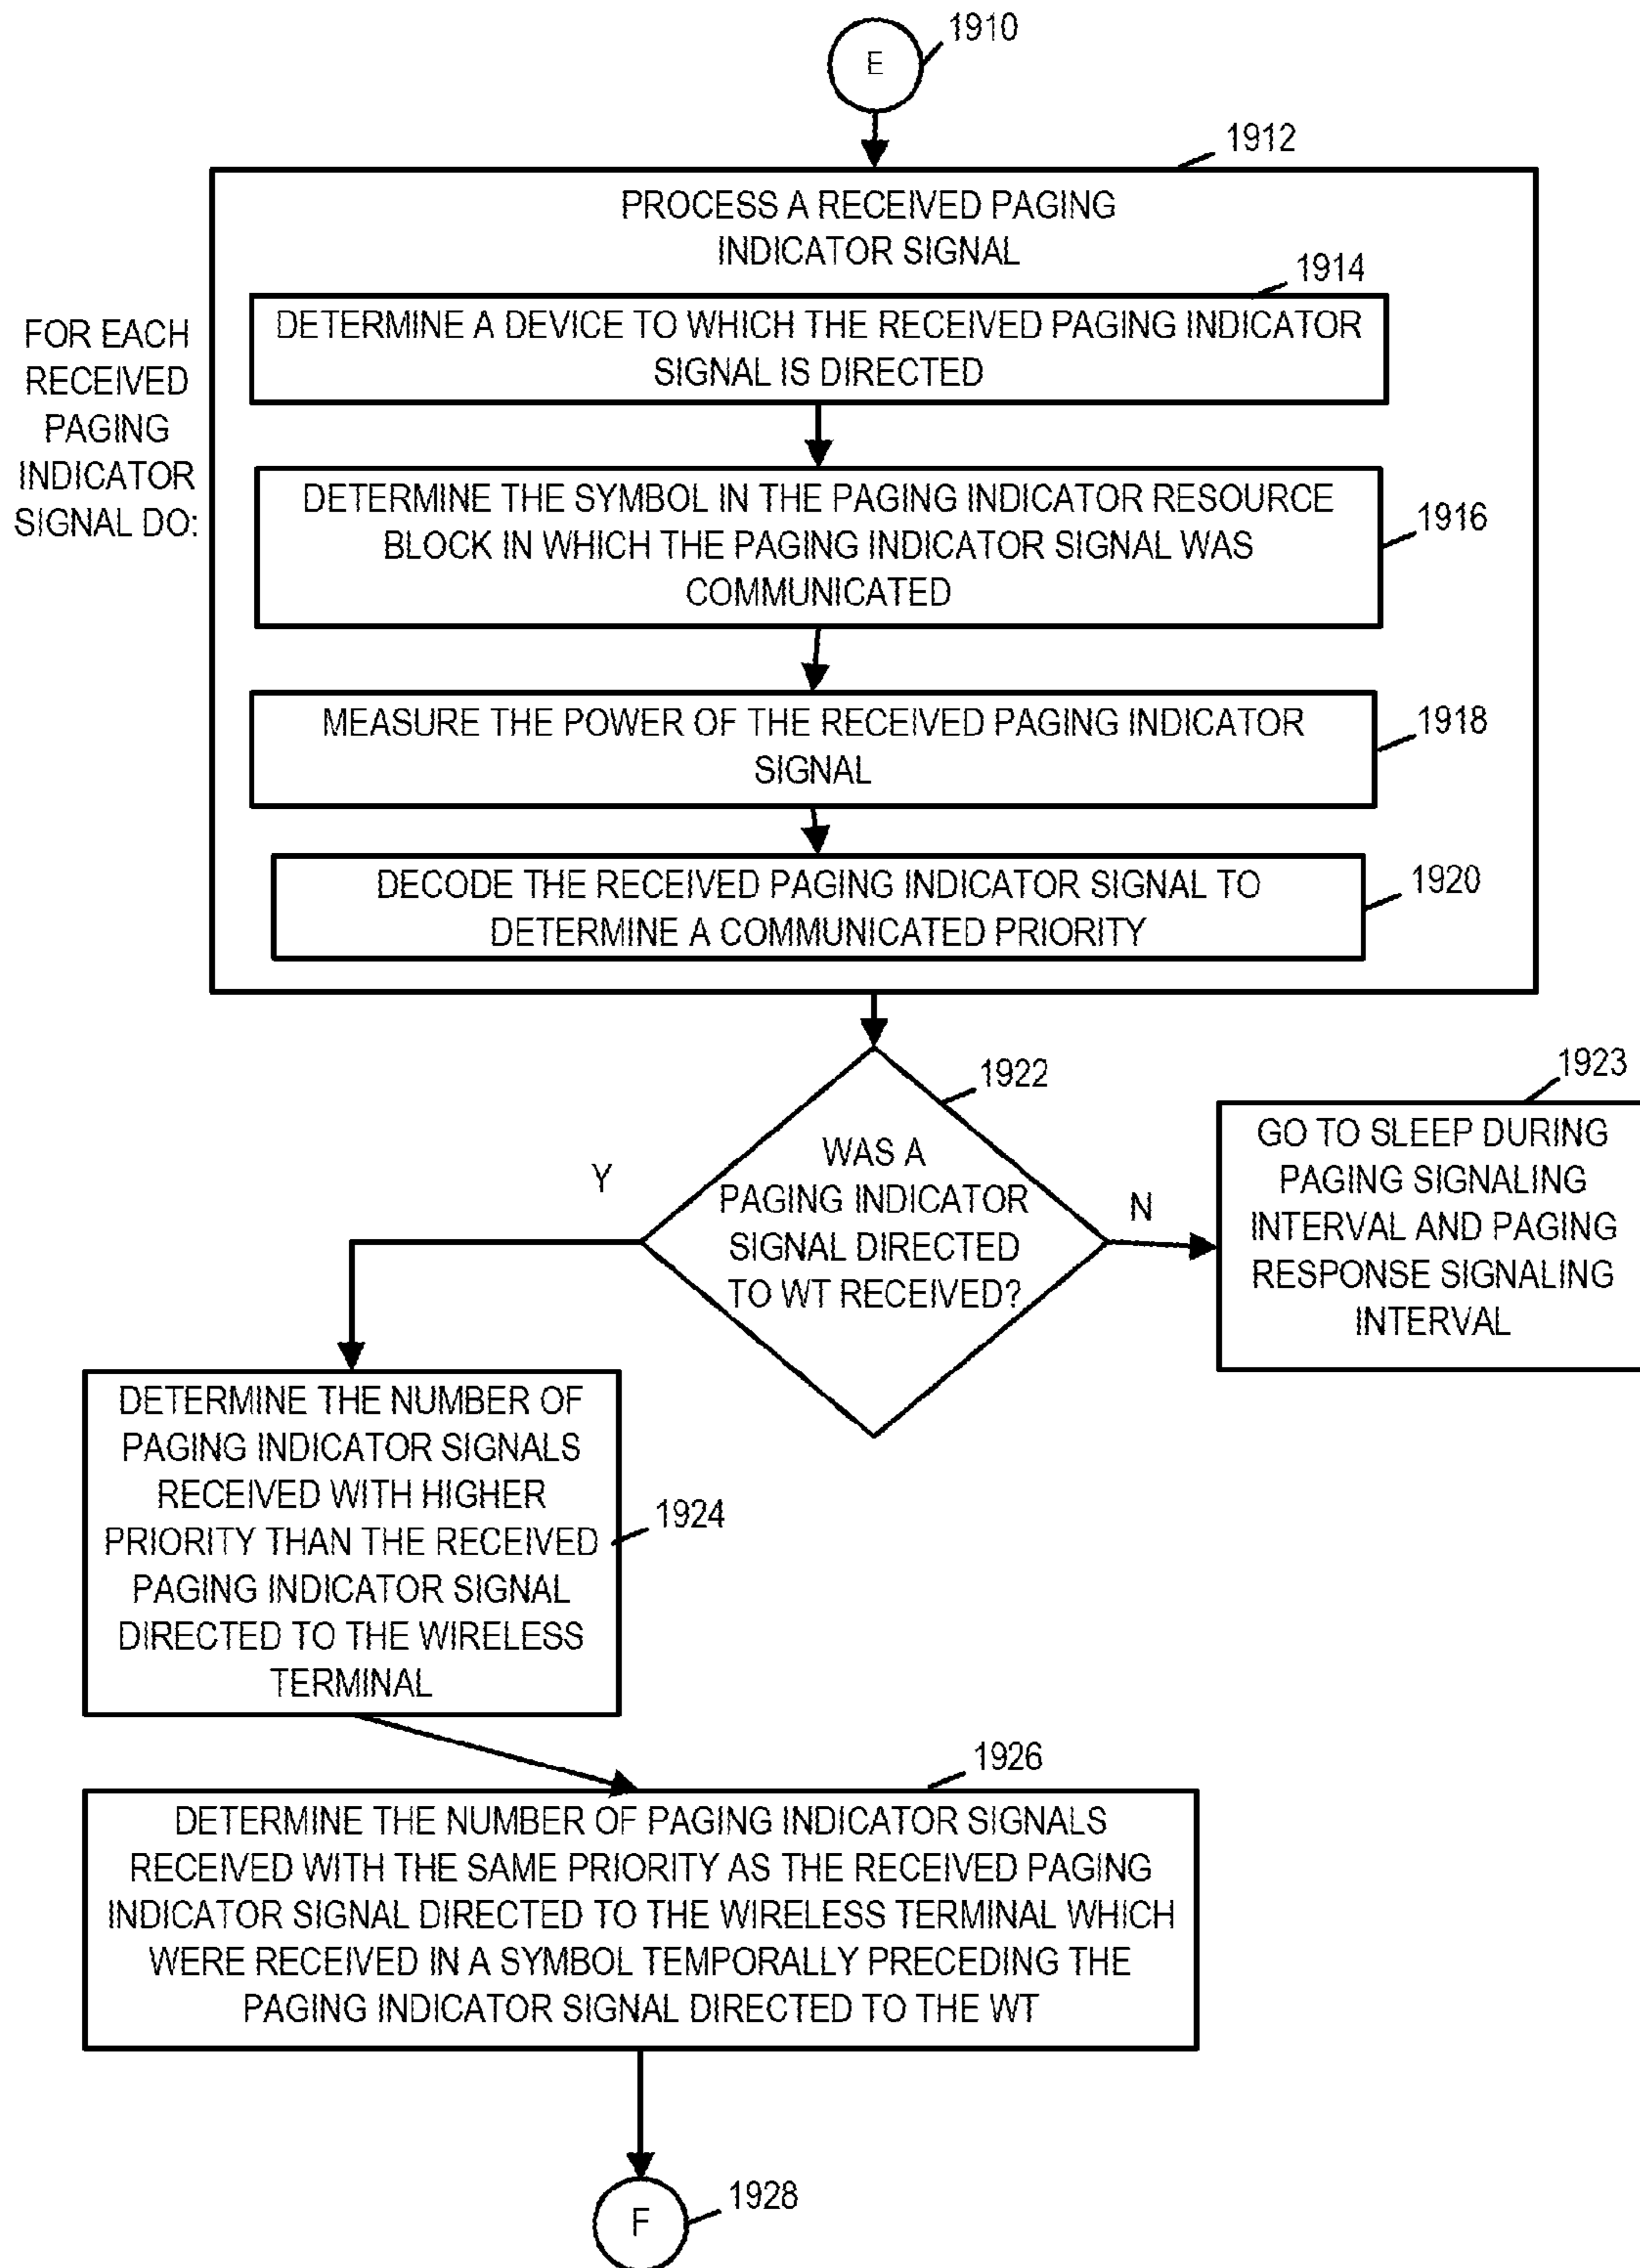 E
1910
1912
PROCESS A RECEIVED PAGING
INDICATOR SIGNAL
FOR EACH
RECEIVED
PAGING
INDICATOR
SIGNAL DO:
1914
DETERMINE A DEVICE TO WHICH THE RECEIVED PAGING INDICATOR
SIGNAL IS DIRECTED
DETERMINE THE SYMBOL IN THE PAGING INDICATOR RESOURCE
BLOCK IN WHICH THE PAGING INDICATOR SIGNAL WAS
COMMUNICATED
1916
MEASURE THE POWER OF THE RECEIVED PAGING INDICATOR
SIGNAL
1918
DECODE THE RECEIVED PAGING INDICATOR SIGNAL TO
DETERMINE A COMMUNICATED PRIORITY
1920
1922
WAS A
PAGING INDICATOR
SIGNAL DIRECTED
TO WT RECEIVED?
Y
N
1923
GO TO SLEEP DURING
PAGING SIGNALING
INTERVAL AND PAGING
RESPONSE SIGNALING
INTERVAL
DETERMINE THE NUMBER OF
PAGING INDICATOR SIGNALS
RECEIVED WITH HIGHER
PRIORITY THAN THE RECEIVED
PAGING INDICATOR SIGNAL
DIRECTED TO THE WIRELESS
TERMINAL
1924
1926
DETERMINE THE NUMBER OF PAGING INDICATOR SIGNALS
RECEIVED WITH THE SAME PRIORITY AS THE RECEIVED PAGING
INDICATOR SIGNAL DIRECTED TO THE WIRELESS TERMINAL WHICH
WERE RECEIVED IN A SYMBOL TEMPORALLY PRECEDING THE
PAGING INDICATOR SIGNAL DIRECTED TO THE WT
F
1928